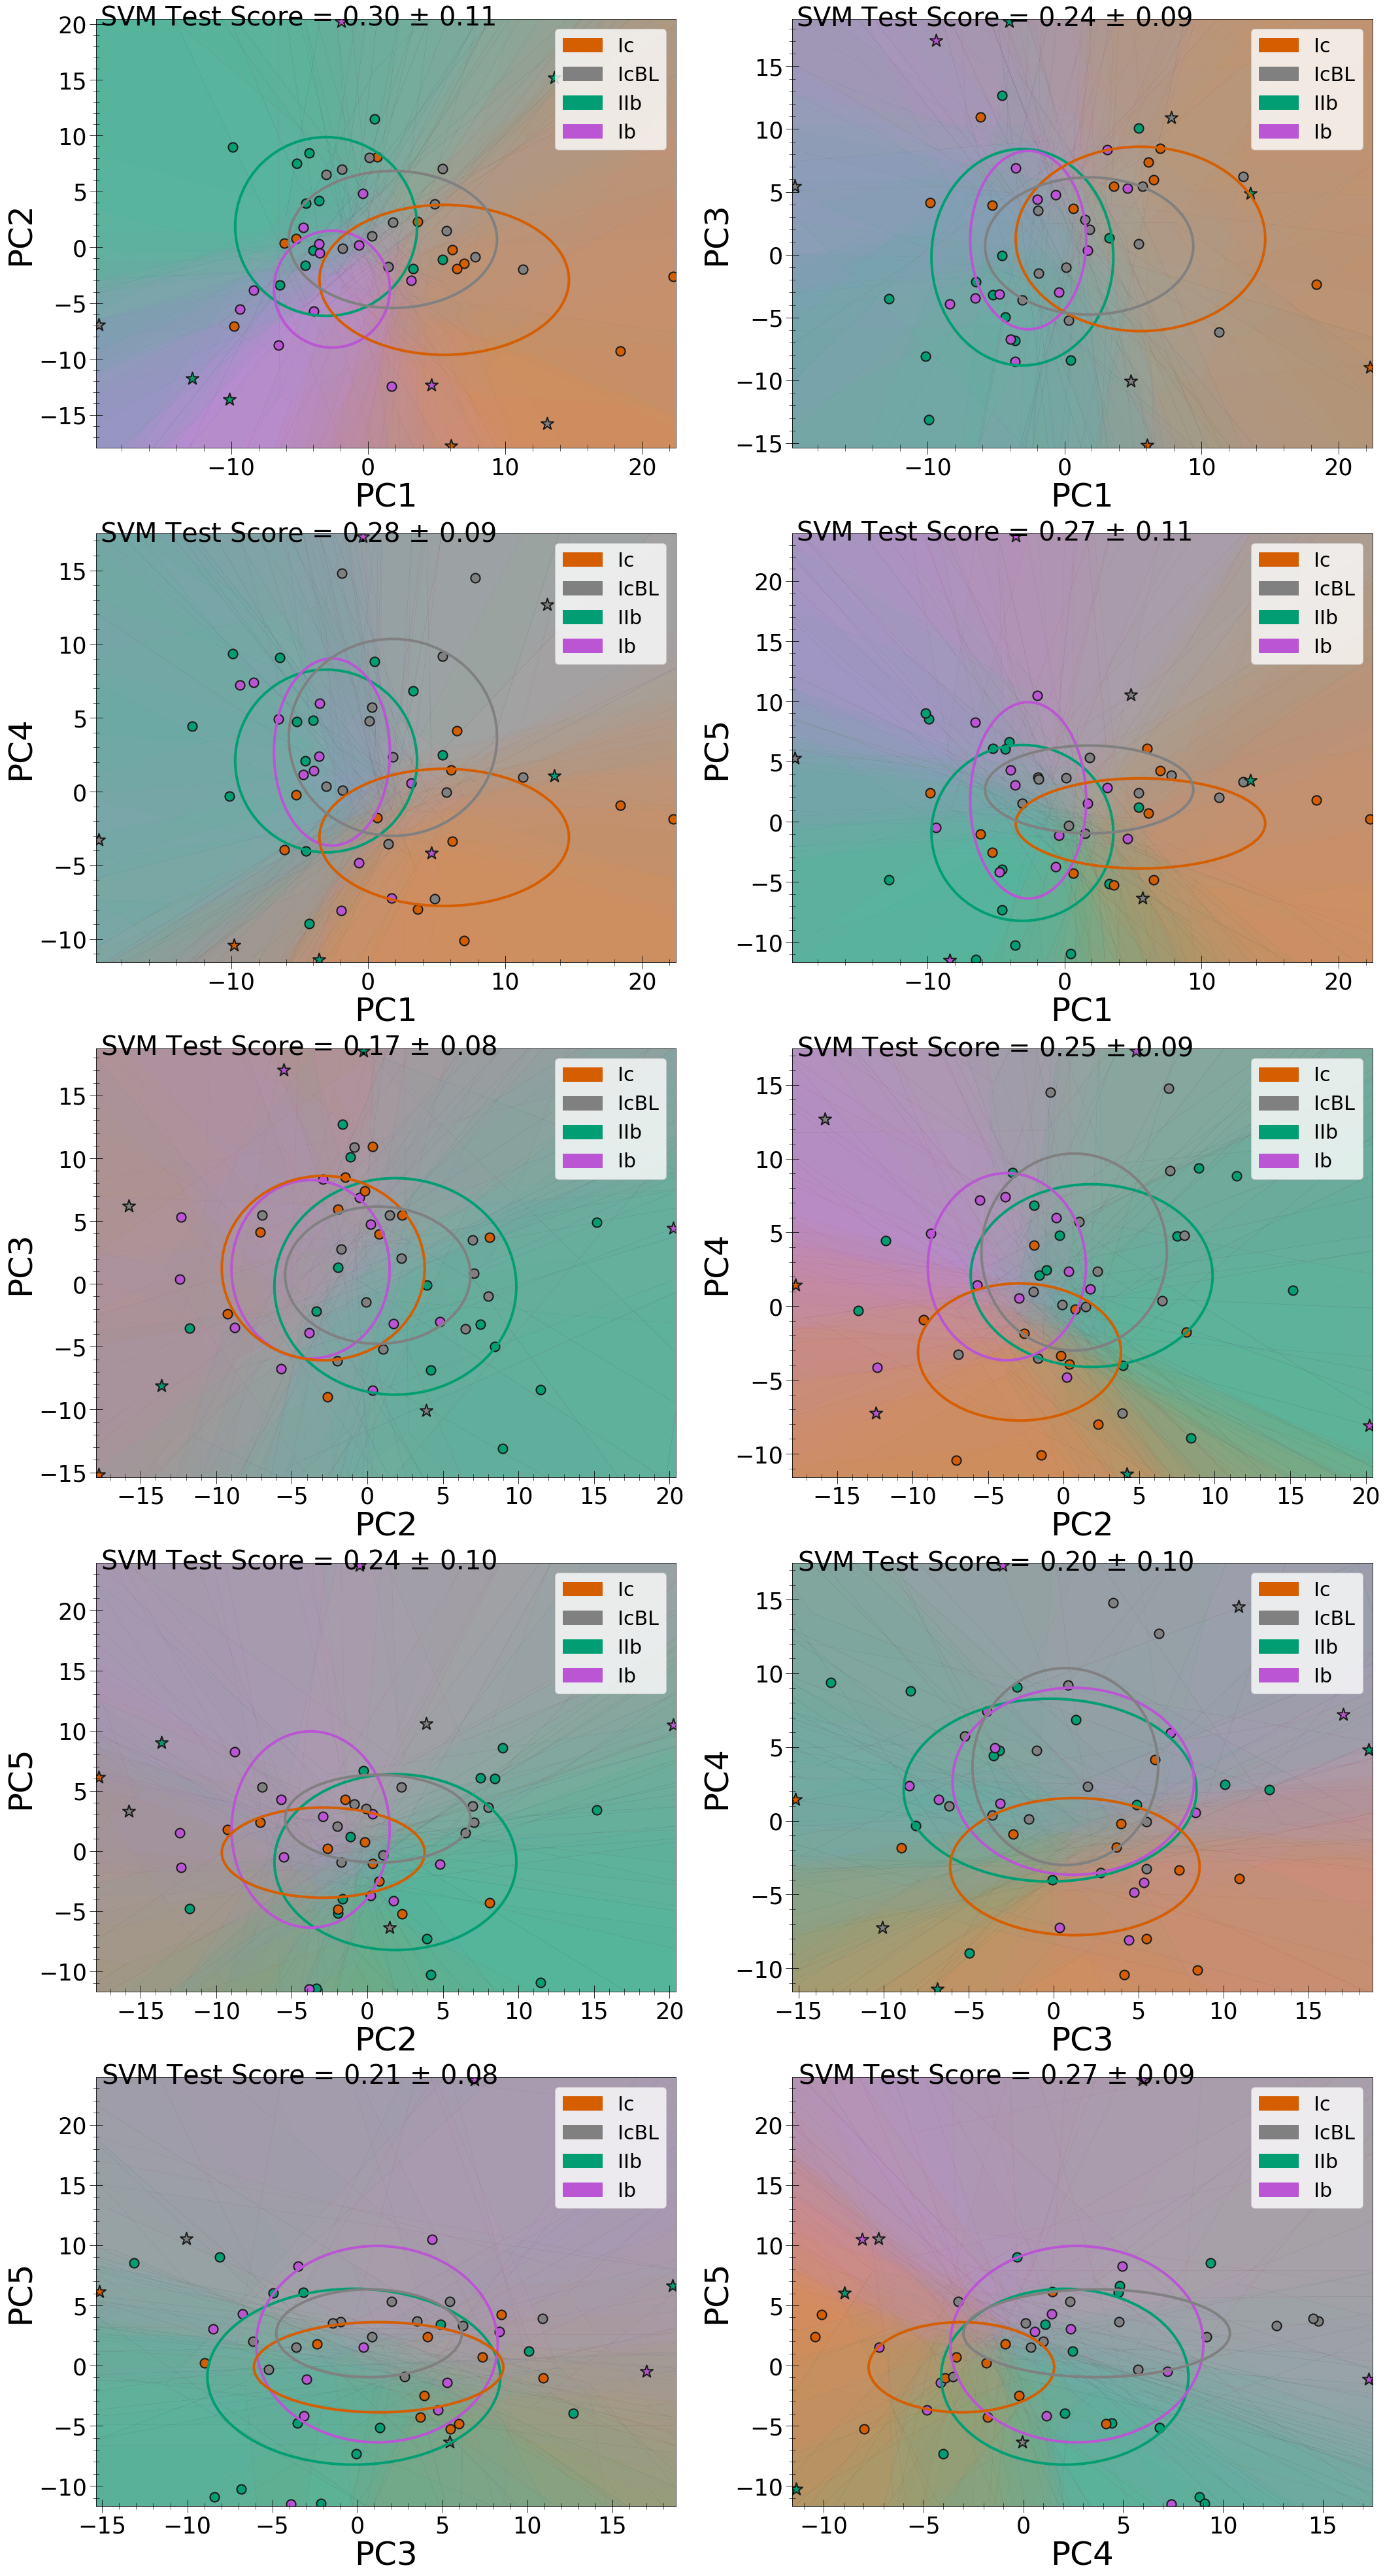 SVM Test Score = 0.30 ± 0.11
Ic
IcBL
IIb
Ib
PC2
20
15
10
5
0
−5
−10
−15
−10 0 10 20
PC1
SVM Test Score = 0.24 ± 0.09
Ic
IcBL
IIb
Ib
PC3
15
10
5
0
−5
−10
−15
−10 0 10 20
PC1
SVM Test Score = 0.28 ± 0.09
Ic
IcBL
IIb
Ib
PC4
15
10
5
0
−5
−10
−10 0 10 20
PC1
SVM Test Score = 0.27 ± 0.11
Ic
IcBL
IIb
Ib
PC5
20
15
10
5
0
−5
−10
−10 0 10 20
PC1
SVM Test Score = 0.17 ± 0.08
Ic
IcBL
IIb
Ib
PC3
15
10
5
0
−5
−10
−15
−15 −10 −5 0 5 10 15 20
PC2
SVM Test Score = 0.25 ± 0.09
Ic
IcBL
IIb
Ib
PC4
15
10
5
0
−5
−10
−15 −10 −5 0 5 10 15 20
PC2
SVM Test Score = 0.24 ± 0.10
Ic
IcBL
IIb
Ib
PC5
20
15
10
5
0
−5
−10
−15 −10 −5 0 5 10 15 20
PC2
SVM Test Score = 0.20 ± 0.10
Ic
IcBL
IIb
Ib
PC4
15
10
5
0
−5
−10
−15 −10 −5 0 5 10 15
PC3
SVM Test Score = 0.21 ± 0.08
Ic
IcBL
IIb
Ib
PC5
20
15
10
5
0
−5
−10
−15 −10 −5 0 5 10 15
PC3
SVM Test Score = 0.27 ± 0.09
Ic
IcBL
IIb
Ib
PC5
20
15
10
5
0
−5
−10
−10 −5 0 5 10 15
PC4